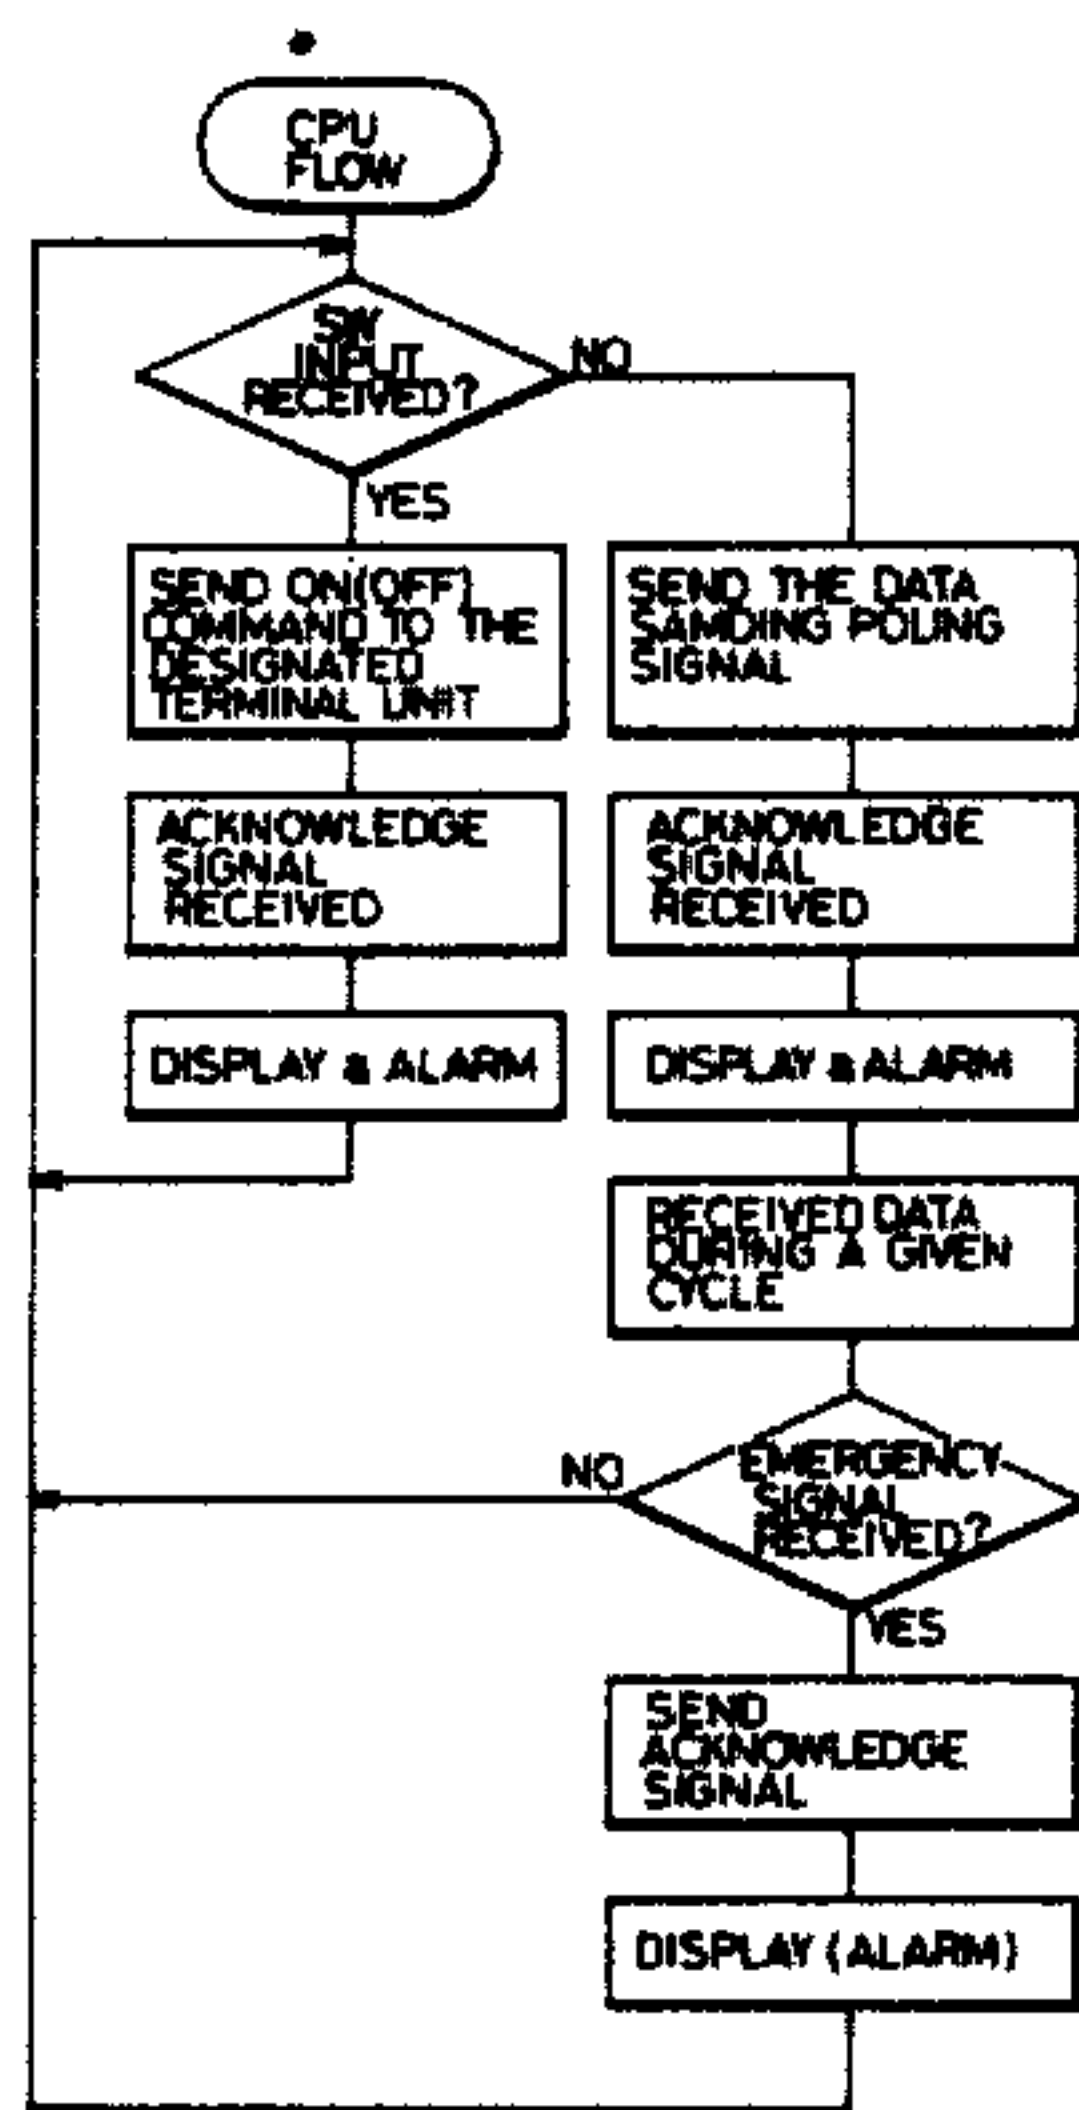 CPU
FLOW
SW
INPUT
RECEIVED?
NO
YES
SEND ON(OFF)
COMMAND TO THE
DESIGNATED
TERMINAL UNIT
ACKNOWLEDGE
SIGNAL
RECEIVED
DISPLAY & ALARM
SEND THE DATA
SAMDING POLING
SIGNAL
ACKNOWLEDGE
SIGNAL
RECEIVED
DISPLAY & ALARM
RECEIVED DATA
DURING A GIVEN
CYCLE
EMERGENCY
SIGNAL
RECEIVED?
NO
YES
SEND
ACKNOWLEDGE
SIGNAL
DISPLAY (ALARM)